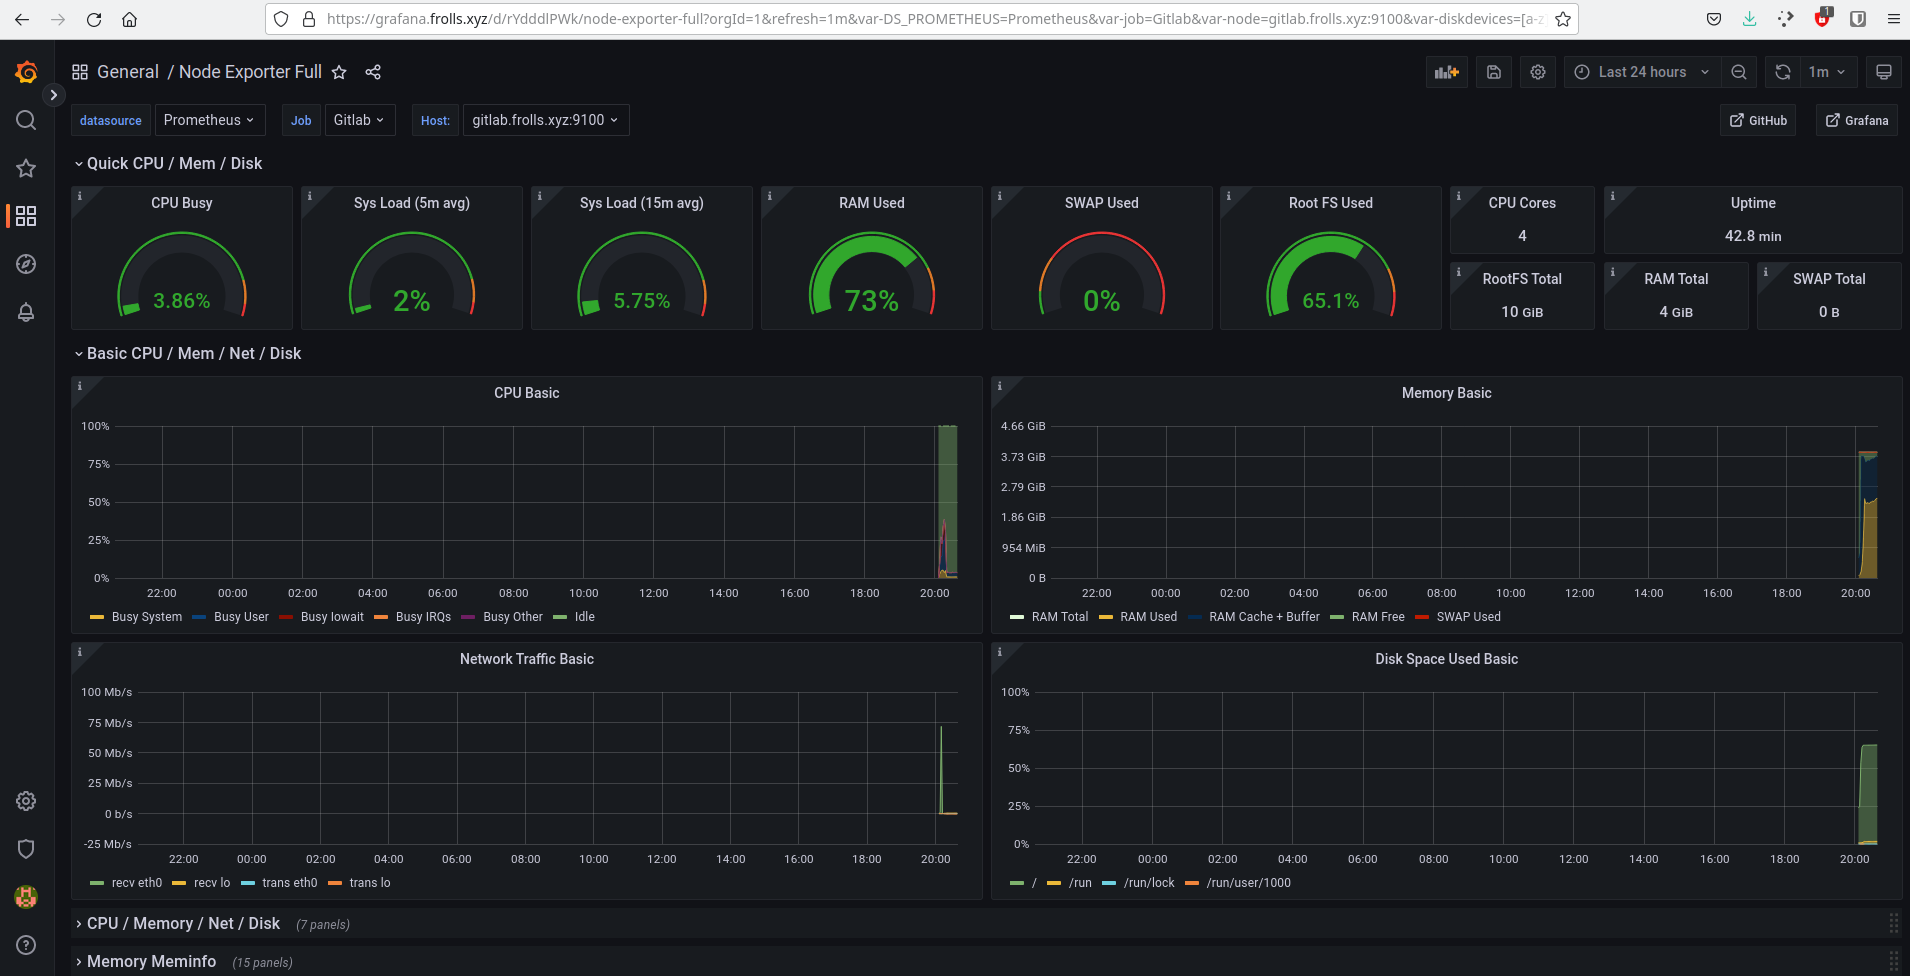 https://grafana.frolls.xyz/d/rYdddlPWk/node-exporter-full?orgId=1&refresh=1m&var-DS_PROMETHEUS=Prometheus&var-job=Gitlab&var-node=gitlab.frolls.xyz:9100&var-diskdevices=[a-z
1
General / Node Exporter Full
Last 24 hours
1m
datasource Prometheus Job Gitlab Host: gitlab.frolls.xyz:9100 GitHub Grafana
Quick CPU / Mem / Disk
CPU Busy
3.86%
Sys Load (5m avg)
2%
Sys Load (15m avg)
5.75%
RAM Used
73%
SWAP Used
0%
Root FS Used
65.1%
CPU Cores
4
Uptime
42.8 min
RootFS Total
10 GiB
RAM Total
4 GiB
SWAP Total
0 B
Basic CPU / Mem / Net / Disk
CPU Basic
100%
75%
50%
25%
0%
22:00 00:00 02:00 04:00 06:00 08:00 10:00 12:00 14:00 16:00 18:00 20:00
Busy System Busy User Busy Iowait Busy IRQs Busy Other Idle
Memory Basic
4.66 GiB
3.73 GiB
2.79 GiB
1.86 GiB
954 MiB
0 B
22:00 00:00 02:00 04:00 06:00 08:00 10:00 12:00 14:00 16:00 18:00 20:00
RAM Total RAM Used RAM Cache + Buffer RAM Free SWAP Used
Network Traffic Basic
100 Mb/s
75 Mb/s
50 Mb/s
25 Mb/s
0 b/s
-25 Mb/s
22:00 00:00 02:00 04:00 06:00 08:00 10:00 12:00 14:00 16:00 18:00 20:00
recv eth0 recv lo trans eth0 trans lo
Disk Space Used Basic
100%
75%
50%
25%
0%
22:00 00:00 02:00 04:00 06:00 08:00 10:00 12:00 14:00 16:00 18:00 20:00
/ /run /run/lock /run/user/1000
CPU / Memory / Net / Disk (7 panels)
Memory Meminfo (15 panels)